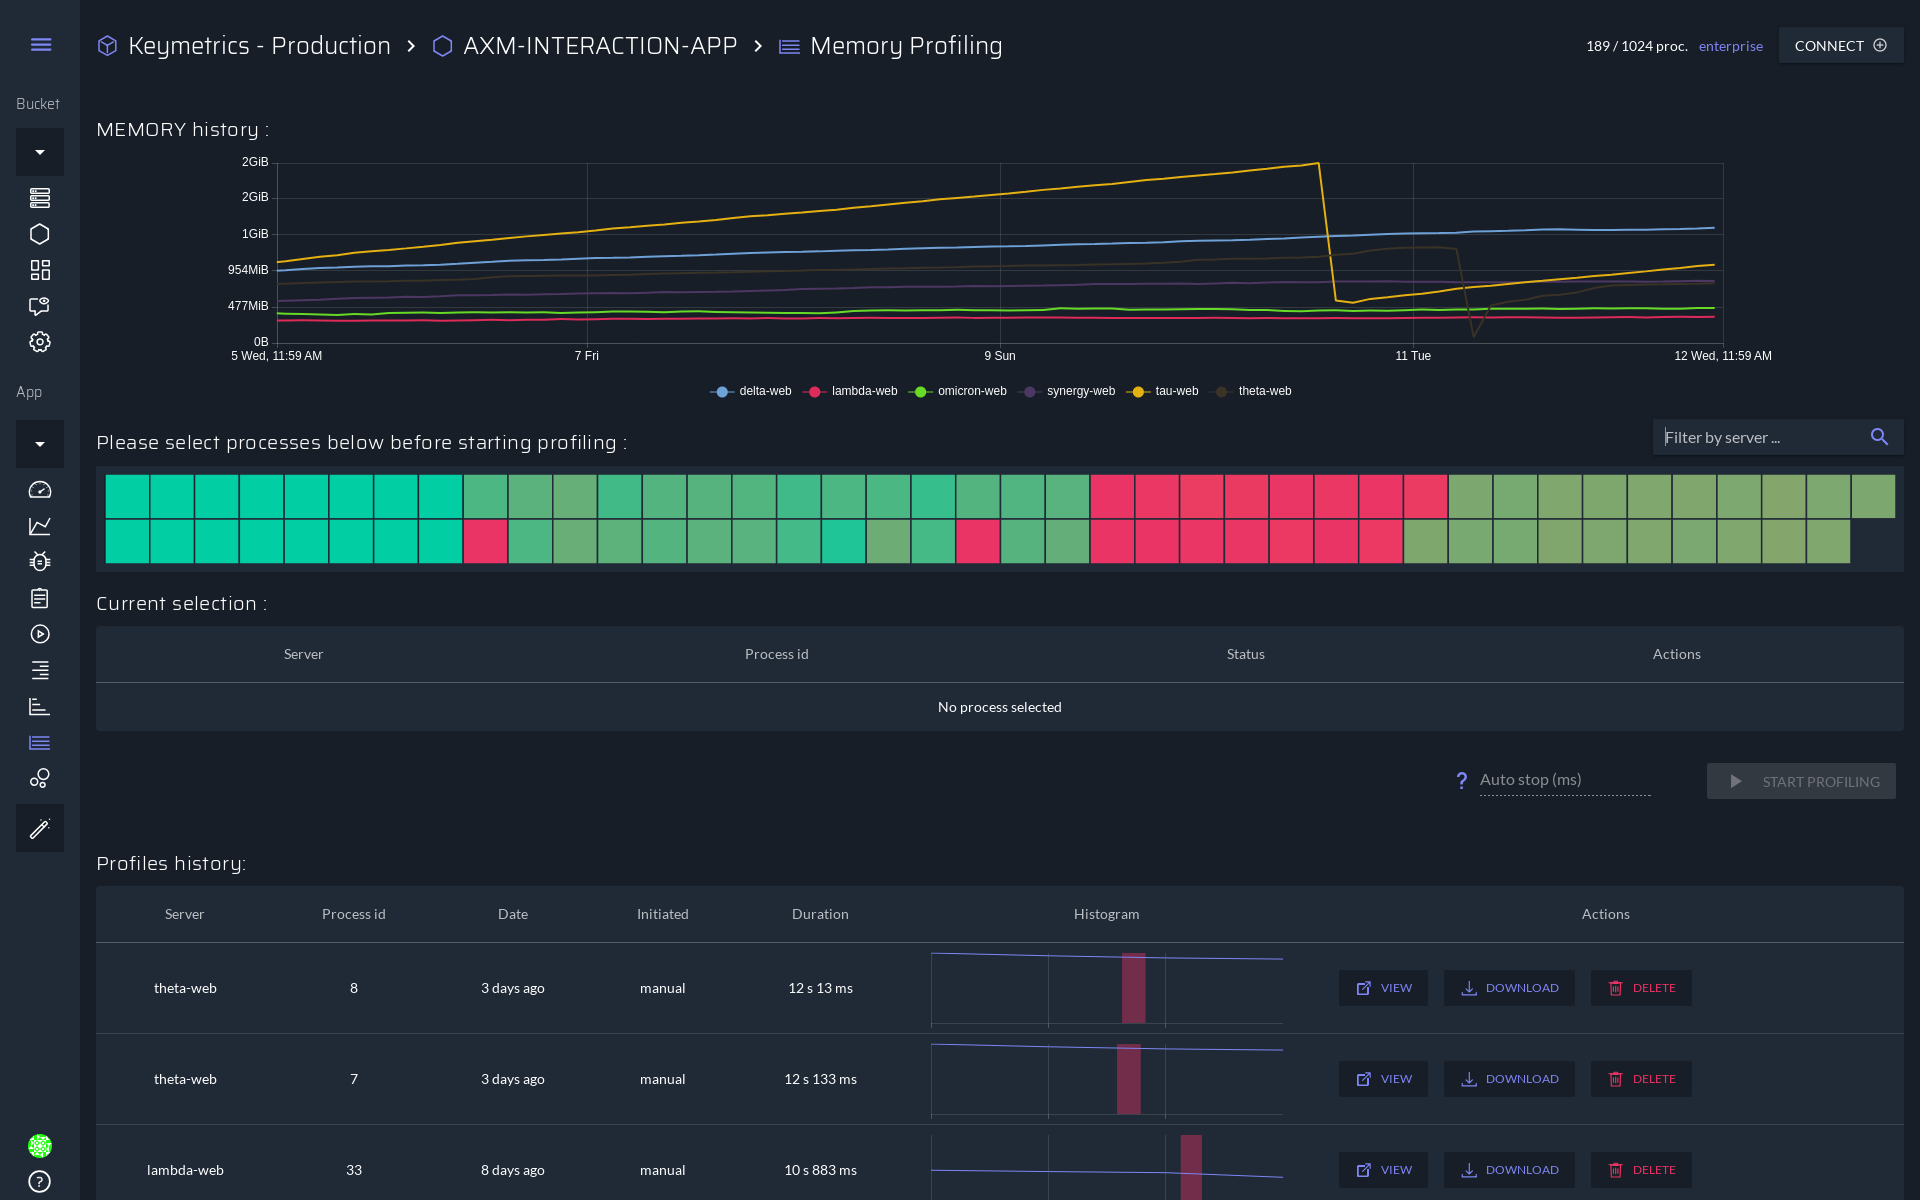 Keymetrics - Production > AXM-INTERACTION-APP > Memory Profiling
189 / 1024 proc. enterprise CONNECT
Bucket
App
MEMORY history :
2GiB
2GiB
1GiB
954MiB
477MiB
0B
5 Wed, 11:59 AM 7 Fri 9 Sun 11 Tue 12 Wed, 11:59 AM
delta-web lambda-web omicron-web synergy-web tau-web theta-web
Please select processes below before starting profiling :
Filter by server ...
Current selection :
Server Process id Status Actions
No process selected
? Auto stop (ms) START PROFILING
Profiles history:
Server Process id Date Initiated Duration Histogram Actions
theta-web 8 3 days ago manual 12 s 13 ms VIEW DOWNLOAD DELETE
theta-web 7 3 days ago manual 12 s 133 ms VIEW DOWNLOAD DELETE
lambda-web 33 8 days ago manual 10 s 883 ms VIEW DOWNLOAD DELETE
?